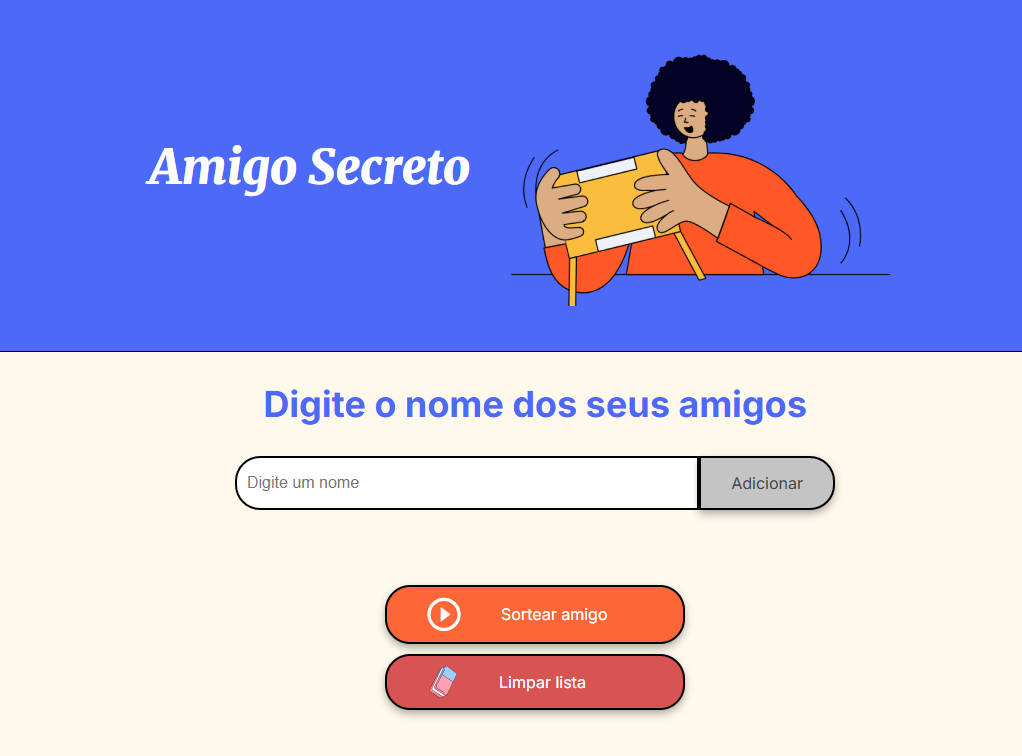 Amigo Secreto
Digite o nome dos seus amigos
Digite um nome
Adicionar
Sortear amigo
Limpar lista